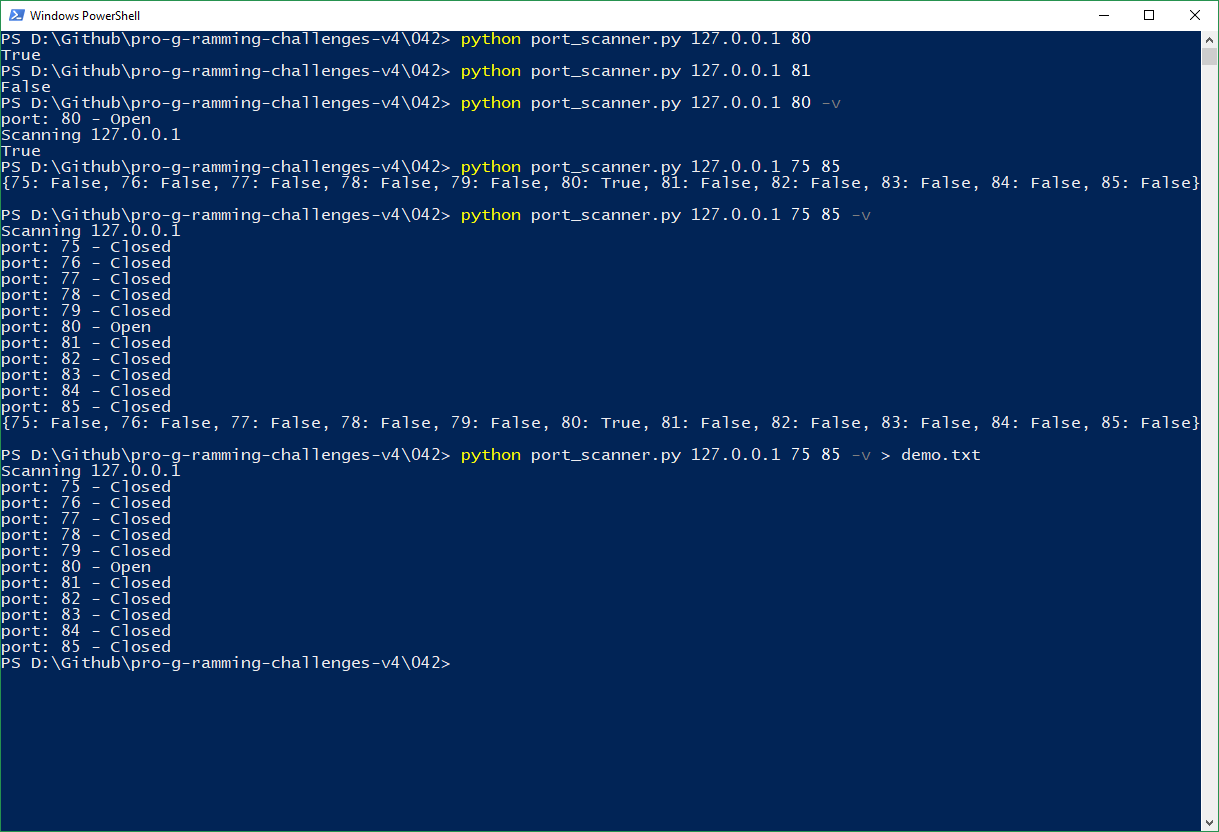 Windows PowerShell
PS D:\Github\pro-g-ramming-challenges-v4\042> python port_scanner.py 127.0.0.1 80
True
PS D:\Github\pro-g-ramming-challenges-v4\042> python port_scanner.py 127.0.0.1 81
False
PS D:\Github\pro-g-ramming-challenges-v4\042> python port_scanner.py 127.0.0.1 80 -v
port: 80 - Open
Scanning 127.0.0.1
True
PS D:\Github\pro-g-ramming-challenges-v4\042> python port_scanner.py 127.0.0.1 75 85
{75: False, 76: False, 77: False, 78: False, 79: False, 80: True, 81: False, 82: False, 83: False, 84: False, 85: False}
PS D:\Github\pro-g-ramming-challenges-v4\042> python port_scanner.py 127.0.0.1 75 85 -v
Scanning 127.0.0.1
port: 75 - Closed
port: 76 - Closed
port: 77 - Closed
port: 78 - Closed
port: 79 - Closed
port: 80 - Open
port: 81 - Closed
port: 82 - Closed
port: 83 - Closed
port: 84 - Closed
port: 85 - Closed
{75: False, 76: False, 77: False, 78: False, 79: False, 80: True, 81: False, 82: False, 83: False, 84: False, 85: False}
PS D:\Github\pro-g-ramming-challenges-v4\042> python port_scanner.py 127.0.0.1 75 85 -v > demo.txt
Scanning 127.0.0.1
port: 75 - Closed
port: 76 - Closed
port: 77 - Closed
port: 78 - Closed
port: 79 - Closed
port: 80 - Open
port: 81 - Closed
port: 82 - Closed
port: 83 - Closed
port: 84 - Closed
port: 85 - Closed
PS D:\Github\pro-g-ramming-challenges-v4\042>